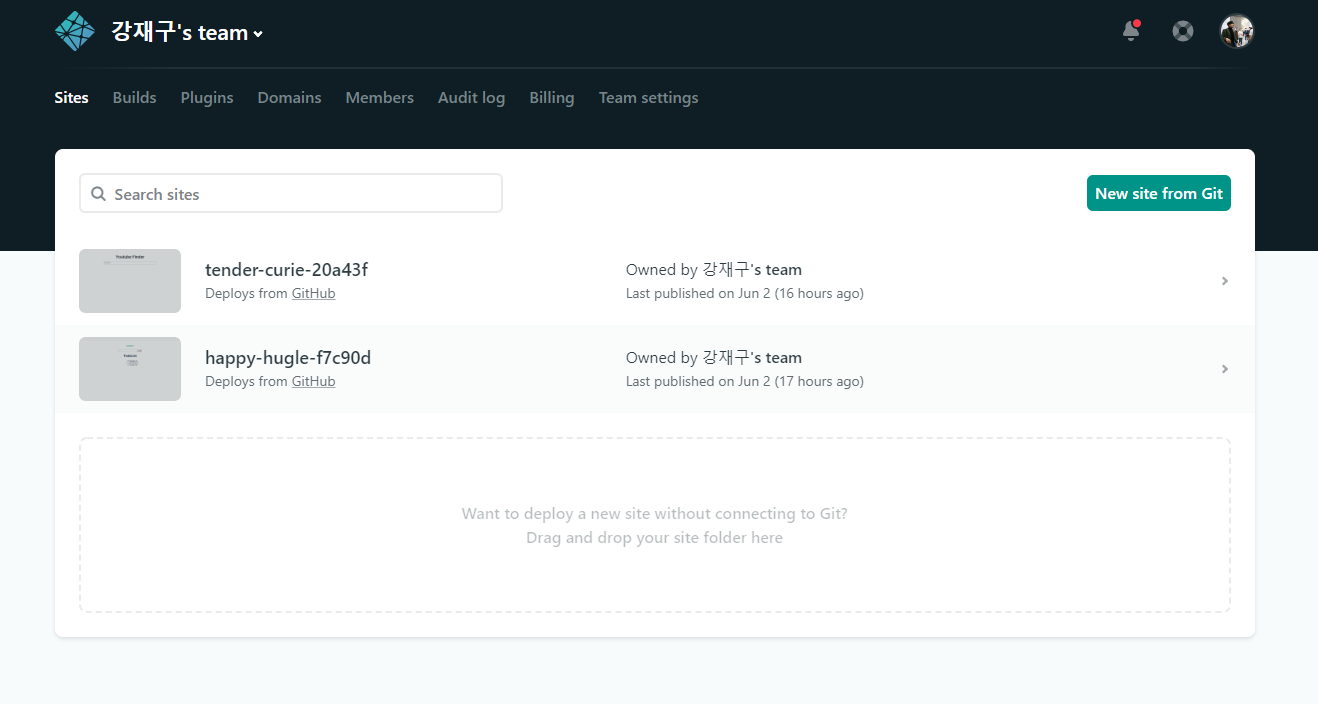 강재구's team
Sites Builds Plugins Domains Members Audit log Billing Team settings
Search sites
New site from Git
Youtube Finder
tender-curie-20a43f
Deploys from GitHub
Owned by 강재구's team
Last published on Jun 2 (16 hours ago)
happy-hugle-f7c90d
Deploys from GitHub
Owned by 강재구's team
Last published on Jun 2 (17 hours ago)
Want to deploy a new site without connecting to Git?
Drag and drop your site folder here